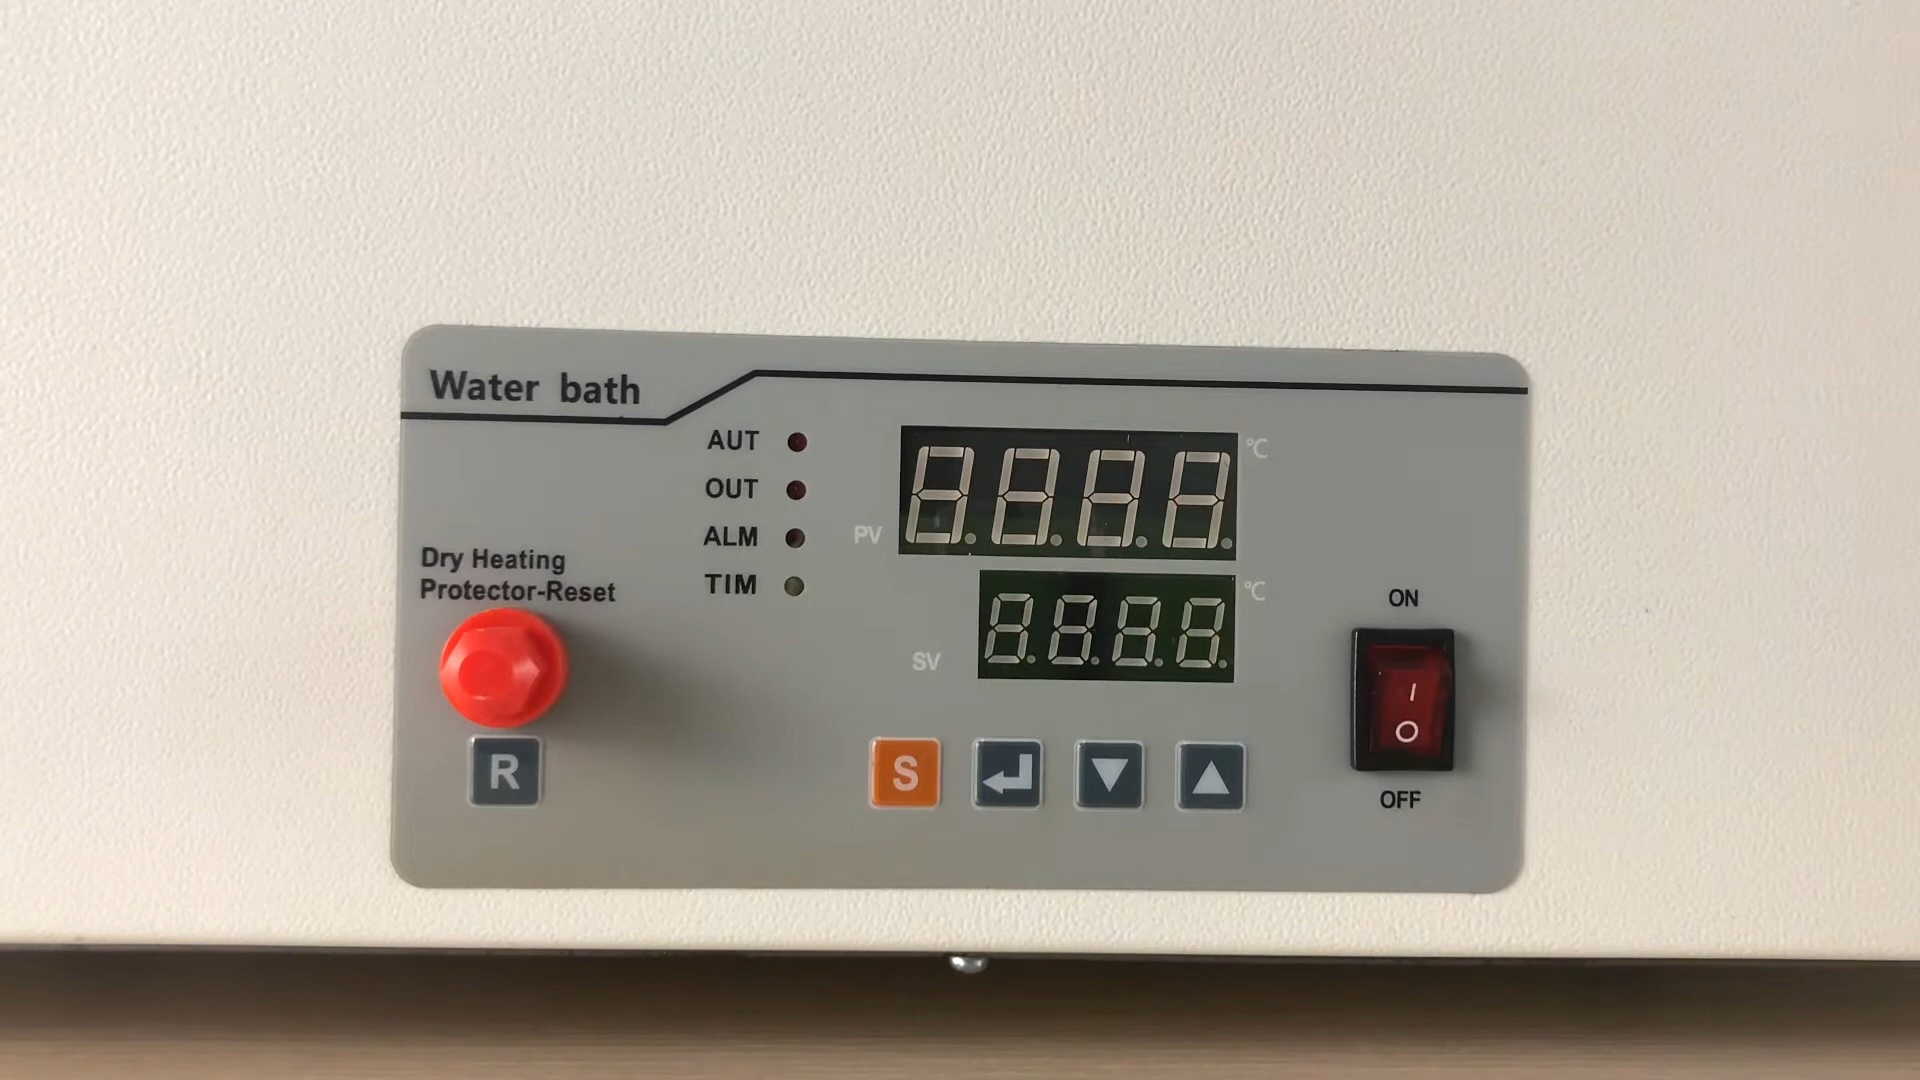 Water bath
AUT
OUT
ALM
TIM
Dry Heating
Protector-Reset
R
PV
°C
SV
°C
S
ON
I
O
OFF